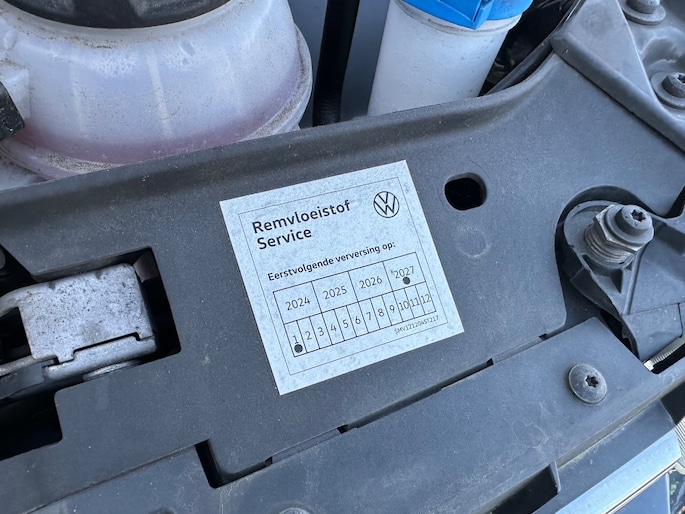 Remvloeistof
Service
Eerstvolgende verversing op:
2024 2025 2026 2027
1 2 3 4 5 6 7 8 9 10 11 12